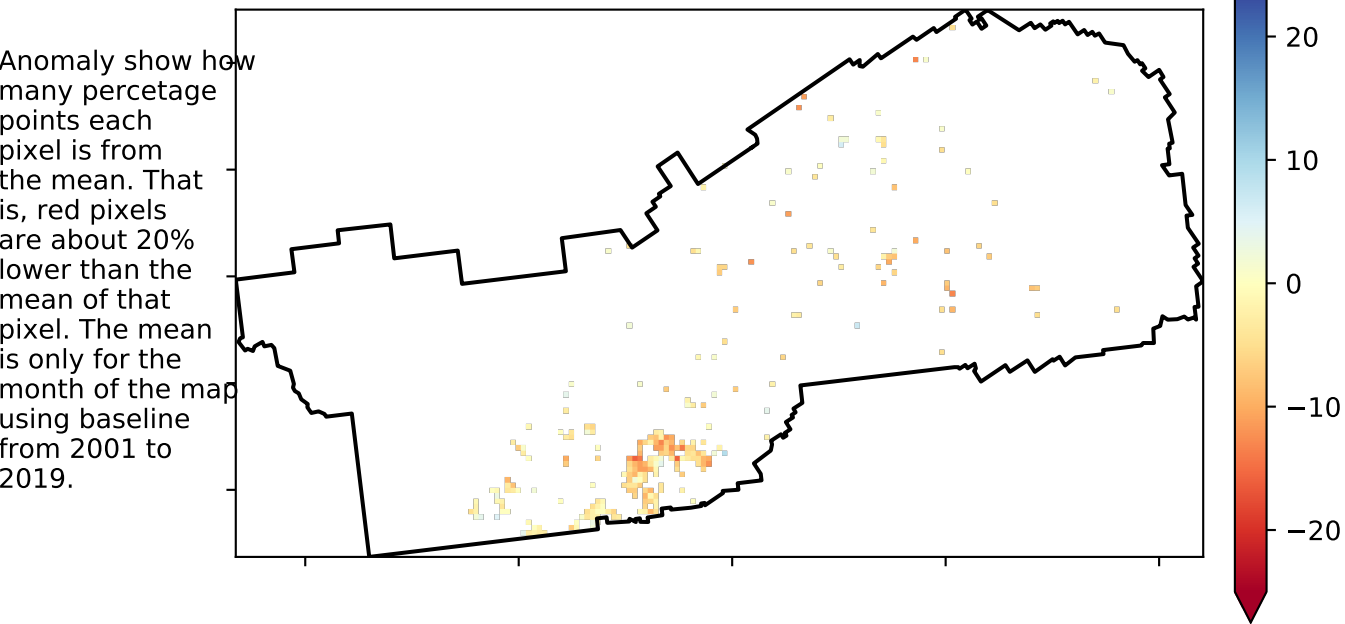 Anomaly show how
many percetage
points each
pixel is from
the mean. That
is, red pixels
are about 20%
lower than the
mean of that
pixel. The mean
is only for the
month of the map
using baseline
from 2001 to
2019.
20
10
0
−10
−20